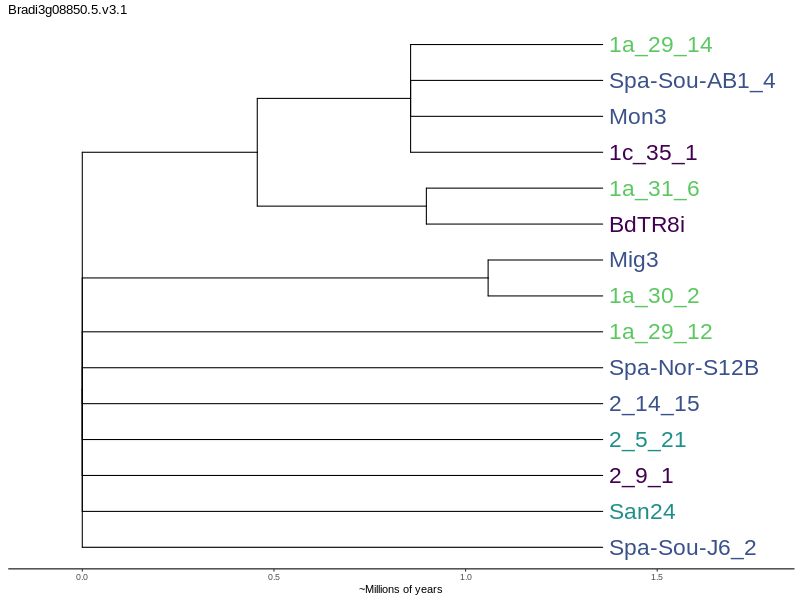 Bradi3g08850.5.v3.1
1a_29_14
Spa-Sou-AB1_4
Mon3
1c_35_1
1a_31_6
BdTR8i
Mig3
1a_30_2
1a_29_12
Spa-Nor-S12B
2_14_15
2_5_21
2_9_1
San24
Spa-Sou-J6_2
0.0 0.5 1.0 1.5
~Millions of years